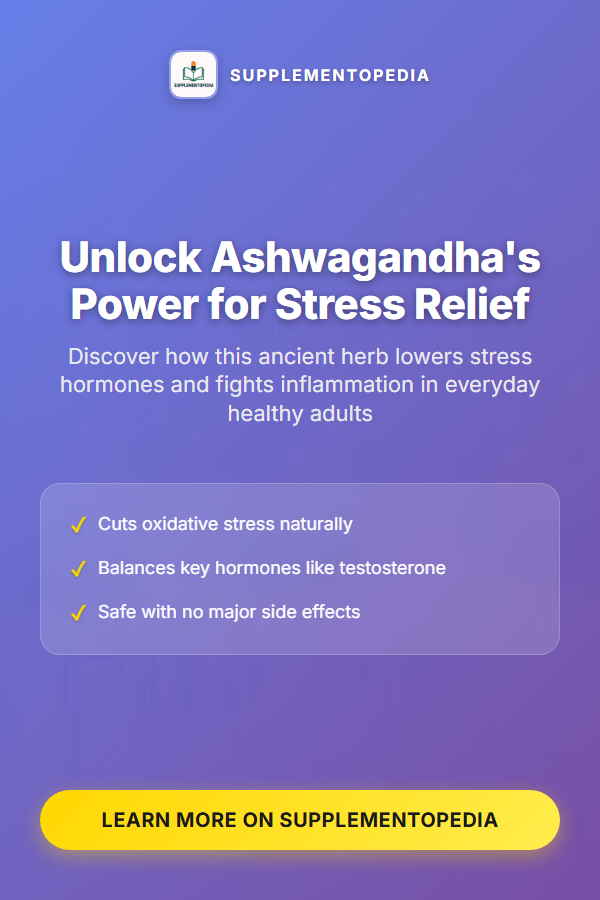 SUPPLEMENTOPEDIA
SUPPLEMENTOPEDIA
Unlock Ashwagandha's
Power for Stress Relief
Discover how this ancient herb lowers stress
hormones and fights inflammation in everyday
healthy adults
✓ Cuts oxidative stress naturally
✓ Balances key hormones like testosterone
✓ Safe with no major side effects
LEARN MORE ON SUPPLEMENTOPEDIA